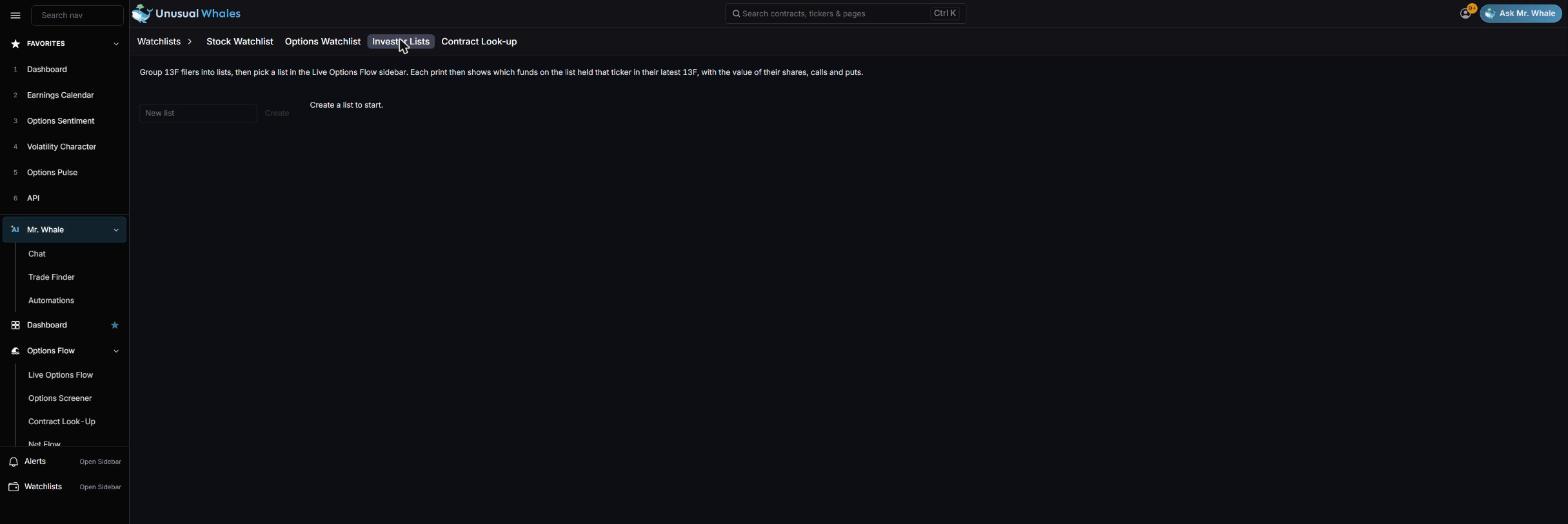 Search nav
Unusual Whales
Search contracts, tickers & pages
Ctrl K
9+
Ask Mr. Whale
FAVORITES
1 Dashboard
2 Earnings Calendar
3 Options Sentiment
4 Volatility Character
5 Options Pulse
6 API
AI Mr. Whale
Chat
Trade Finder
Automations
Dashboard
Options Flow
Live Options Flow
Options Screener
Contract Look-Up
Net Flow
Alerts Open Sidebar
Watchlists Open Sidebar
Watchlists > Stock Watchlist Options Watchlist Investor Lists Contract Look-up
Group 13F filers into lists, then pick a list in the Live Options Flow sidebar. Each print then shows which funds on the list held that ticker in their latest 13F, with the value of their shares, calls and puts.
New list Create
Create a list to start.